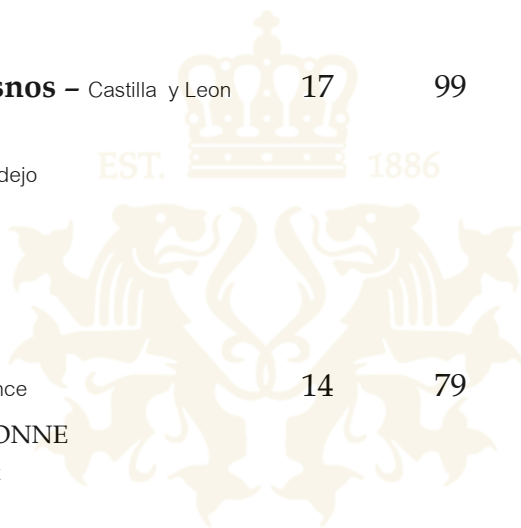 snos – Castilla y Leon 17 99
EST. 1886
dejo
nce 14 79
ONNE